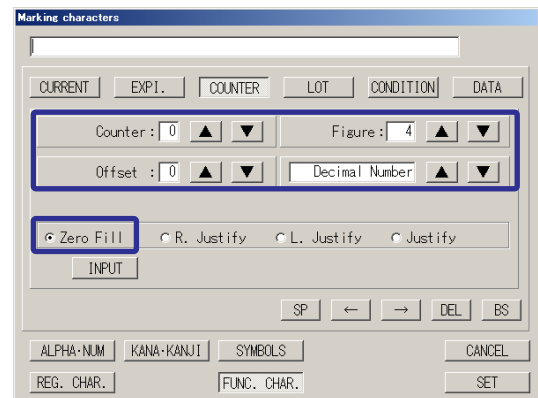 Marking characters
CURRENT EXPI. COUNTER LOT CONDITION DATA
Counter: 0 ▲ ▼ Figure: 4 ▲ ▼
Offset : 0 ▲ ▼ Decimal Number ▲ ▼
Zero Fill R. Justify L. Justify Justify
INPUT
SP ← → DEL BS
ALPHA・NUM KANA・KANJI SYMBOLS CANCEL
REG. CHAR. FUNC. CHAR. SET